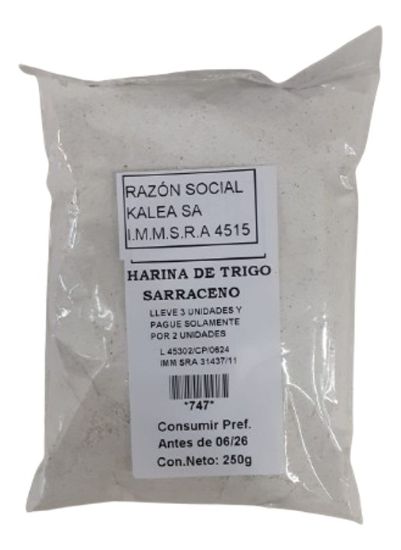 RAZÓN SOCIAL
KALEA SA
I.M.M.S.R.A 4515
HARINA DE TRIGO
SARRACENO
LLEVE 3 UNIDADES Y
PAGUE SOLAMENTE
POR 2 UNIDADES
L 45302/CP/0624
IMM SRA 31437/11
*747*
Consumir Pref.
Antes de 06/26
Con.Neto: 250g